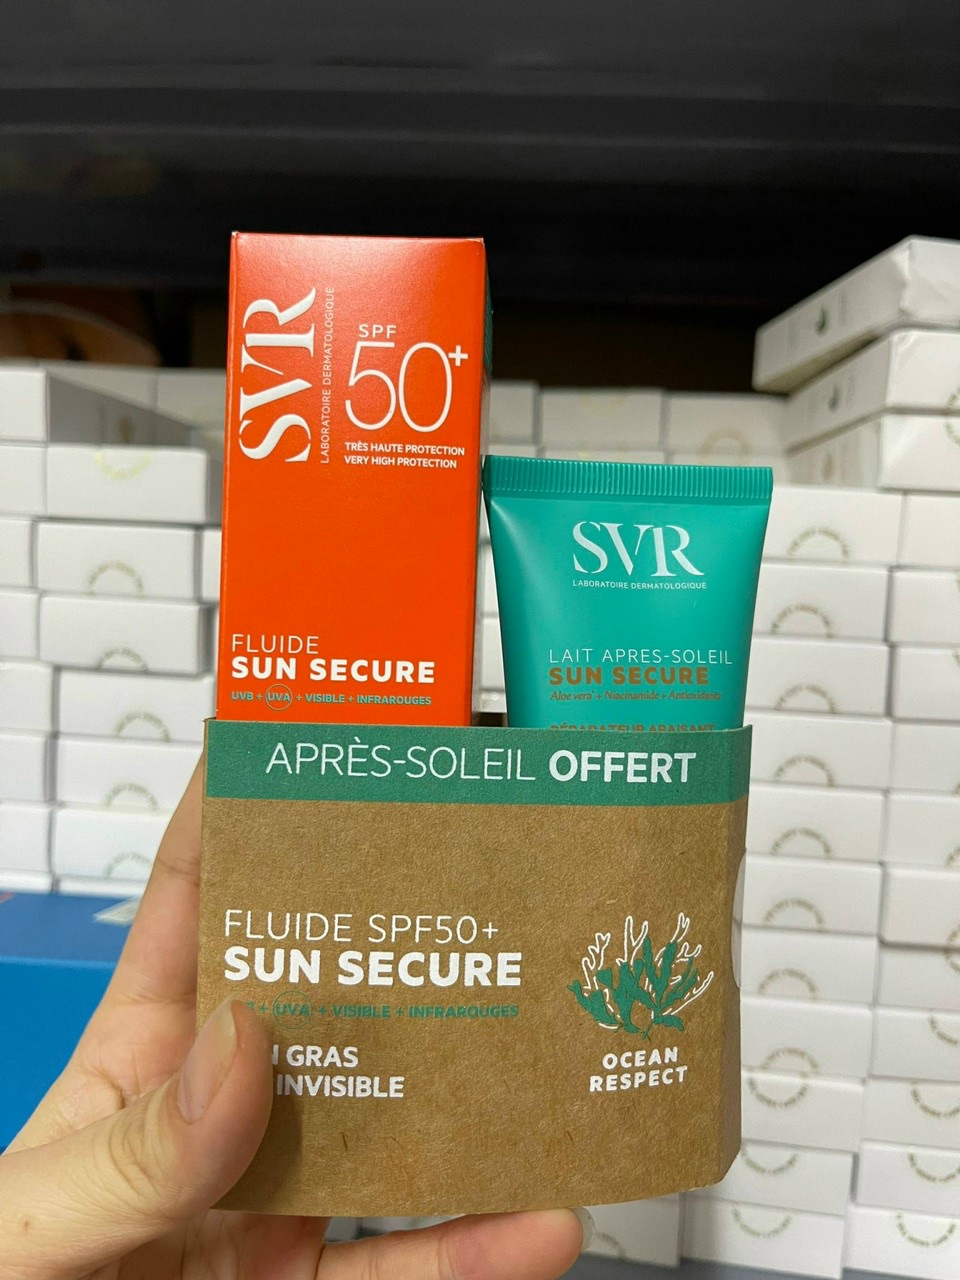 SVR
LABORATOIRE DERMATOLOGIQUE
SPF
50+
TRÈS HAUTE PROTECTION
VERY HIGH PROTECTION
FLUIDE
SUN SECURE
UVB + UVA + VISIBLE + INFRAROUGES
SVR
LABORATOIRE DERMATOLOGIQUE
LAIT APRES-SOLEIL
SUN SECURE
Aloe vera* + Niacinamide + Antioxidants
RÉPARATEUR APAISANT
APRÈS-SOLEIL OFFERT
FLUIDE SPF50+
SUN SECURE
+ UVA + VISIBLE + INFRAROUGES
GRAS
INVISIBLE
OCEAN
RESPECT